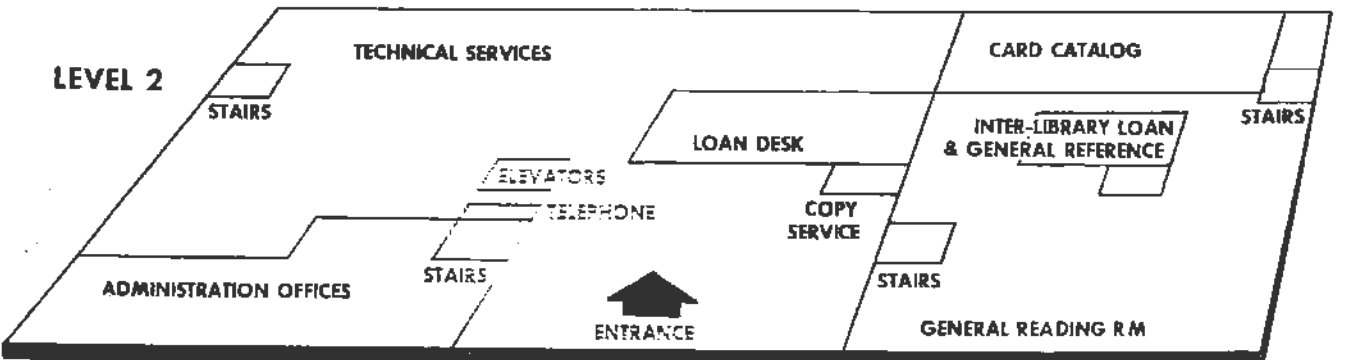 TECHNICAL SERVICES
CARD CATALOG
LEVEL 2
STAIRS
STAIRS
INTER-LIBRARY LOAN
& GENERAL REFERENCE
LOAN DESK
ELEVATORS
TELEPHONE
COPY
SERVICE
STAIRS
STAIRS
ADMINISTRATION OFFICES
ENTRANCE
GENERAL READING RM